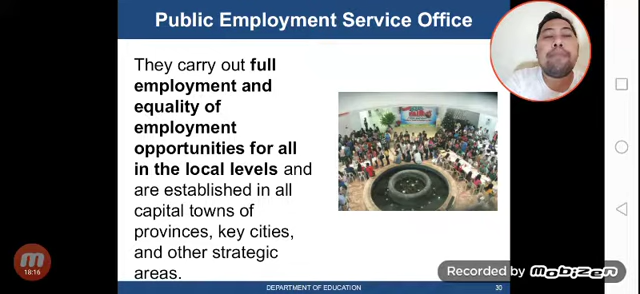 Public Employment Service Office
They carry out full
employment and
equality of
employment
opportunities for all
in the local levels and
are established in all
capital towns of
provinces, key cities,
and other strategic
areas.
DEPARTMENT OF EDUCATION
30
18:16
Recorded by mobizen